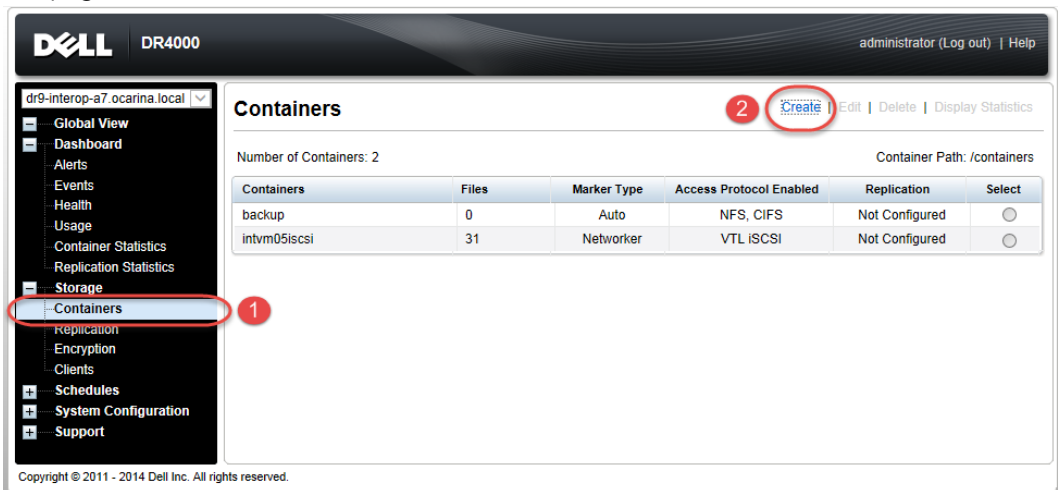 DELL DR4000 administrator (Log out) | Help
dr9-interop-a7.ocarina.local
Global View
Dashboard
Alerts
Events
Health
Usage
Container Statistics
Replication Statistics
Storage
Containers
Replication
Encryption
Clients
Schedules
System Configuration
Support
1
Containers 2 Create | Edit | Delete | Display Statistics
Number of Containers: 2 Container Path: /containers
Containers Files Marker Type Access Protocol Enabled Replication Select
backup 0 Auto NFS, CIFS Not Configured
intvm05iscsi 31 Networker VTL iSCSI Not Configured
Copyright © 2011 - 2014 Dell Inc. All rights reserved.